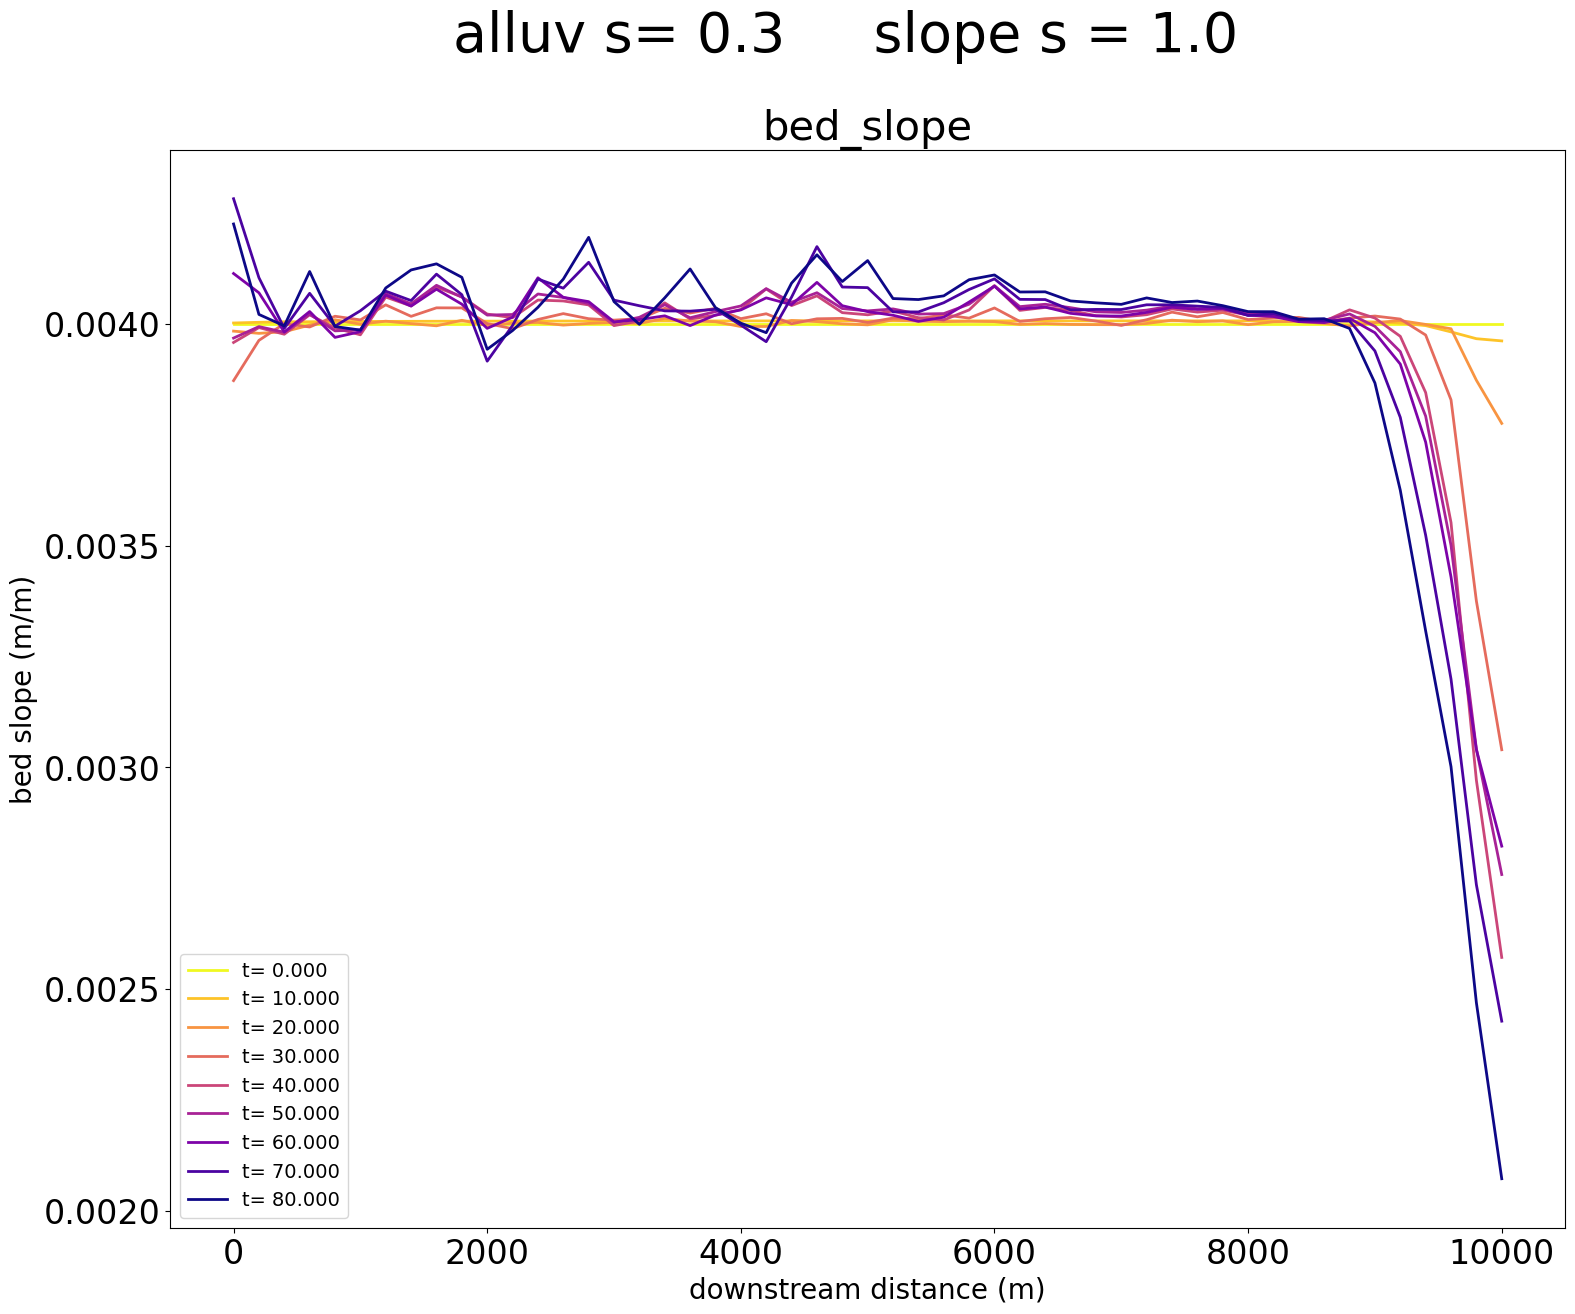 alluv s= 0.3     slope s = 1.0
bed_slope
bed slope (m/m)
0.0040
0.0035
0.0030
0.0025
0.0020
t= 0.000
t= 10.000
t= 20.000
t= 30.000
t= 40.000
t= 50.000
t= 60.000
t= 70.000
t= 80.000
0 2000 4000 6000 8000 10000
downstream distance (m)